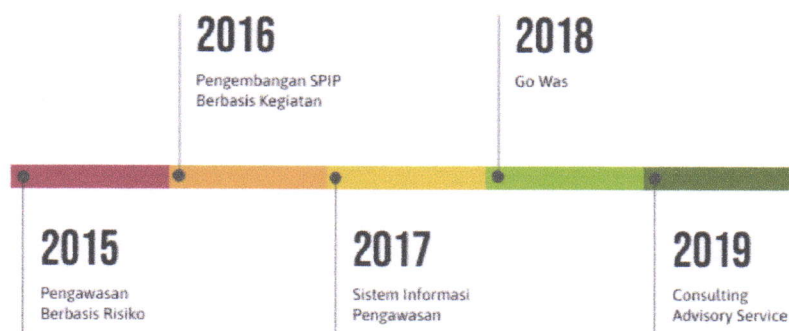 2016
Pengembangan SPIP
Berbasis Kegiatan
2018
Go Was
2015
Pengawasan
Berbasis Risiko
2017
Sistem Informasi
Pengawasan
2019
Consulting
Advisory Service